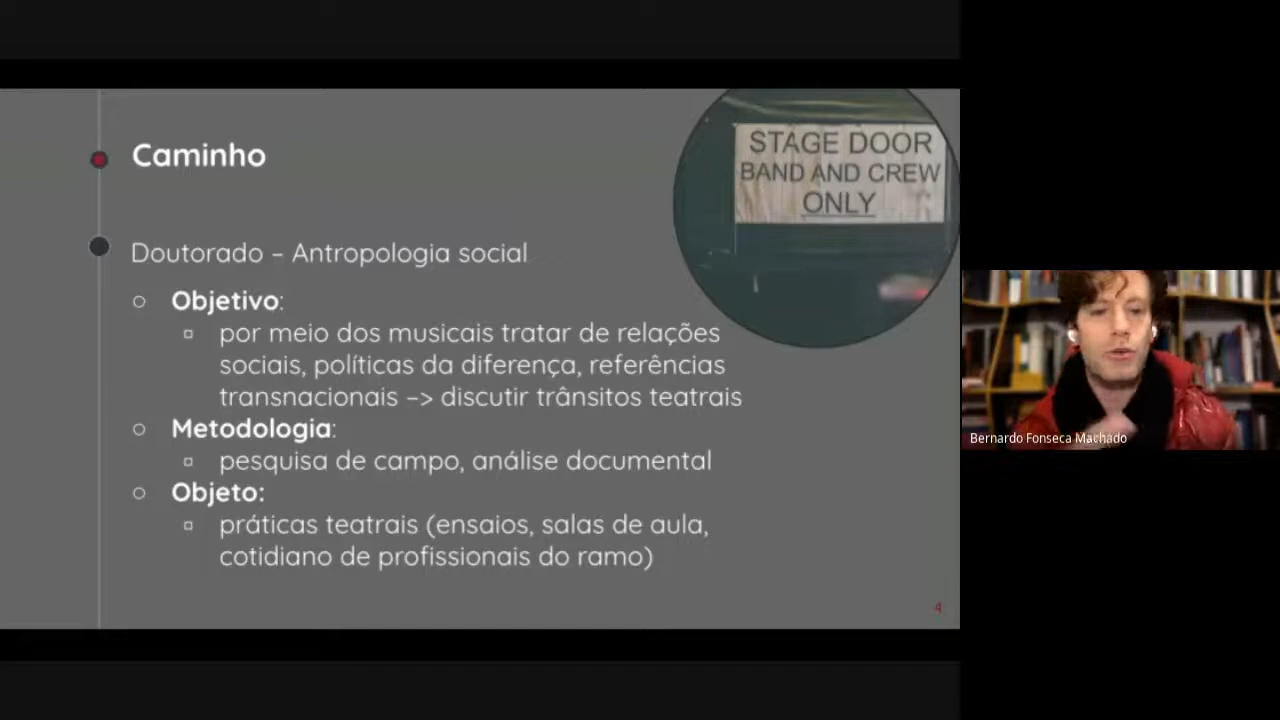 Caminho
STAGE DOOR
BAND AND CREW
ONLY
Doutorado – Antropologia social
Objetivo:
por meio dos musicais tratar de relações
sociais, políticas da diferença, referências
transnacionais –> discutir trânsitos teatrais
Metodologia:
pesquisa de campo, análise documental
Objeto:
práticas teatrais (ensaios, salas de aula,
cotidiano de profissionais do ramo)
4
Bernardo Fonseca Machado